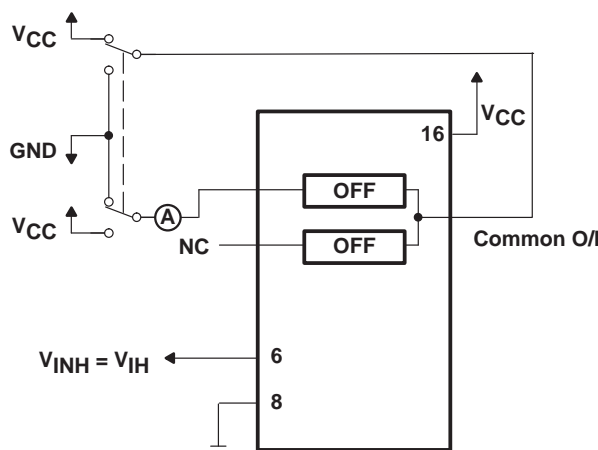 VCC
VCC
16
GND
A
OFF
VCC
NC
OFF
Common O/I
VINH = VIH
6
8